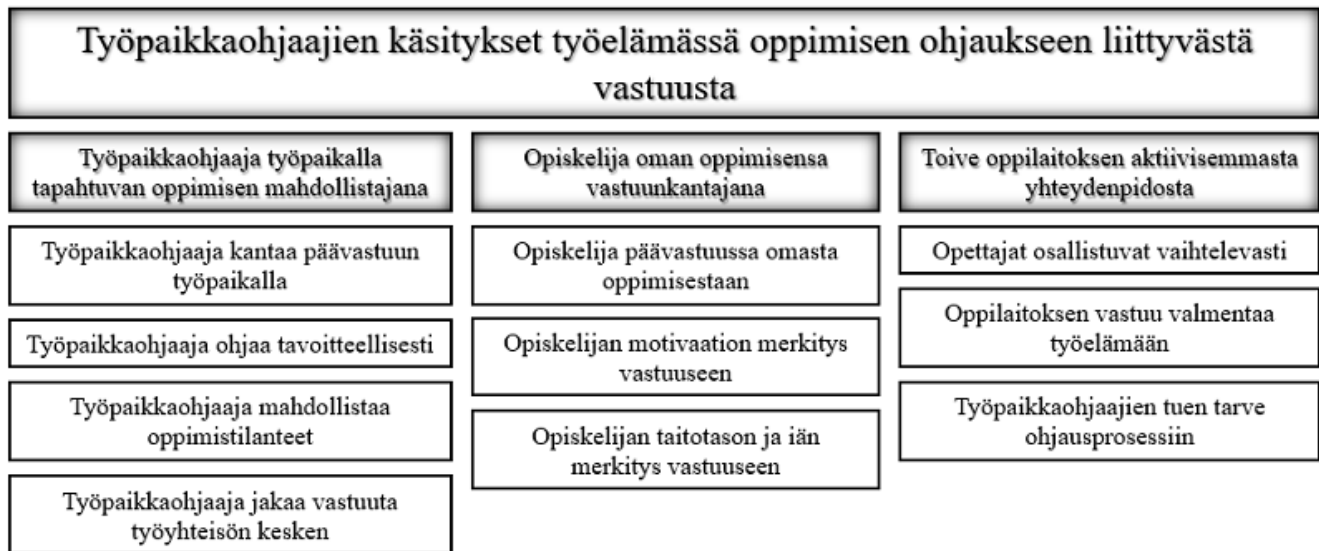 Työpaikkaohjaajien käsitykset työelämässä oppimisen ohjaukseen liittyvästä
vastuusta
Työpaikkaohjaaja työpaikalla
tapahtuvan oppimisen mahdollistajana
Työpaikkaohjaaja kantaa päävastuun
työpaikalla
Työpaikkaohjaaja ohjaa tavoitteellisesti
Työpaikkaohjaaja mahdollistaa
oppimistilanteet
Työpaikkaohjaaja jakaa vastuuta
työyhteisön kesken
Opiskelija oman oppimisensa
vastuunkantajana
Opiskelija päävastuussa omasta
oppimisestaan
Opiskelijan motivaation merkitys
vastuuseen
Opiskelijan taitotason ja iän
merkitys vastuuseen
Toive oppilaitoksen aktiivisemmasta
yhteydenpidosta
Opettajat osallistuvat vaihtelevasti
Oppilaitoksen vastuu valmentaa
työelämään
Työpaikkaohjaajien tuen tarve
ohjausprosessiin